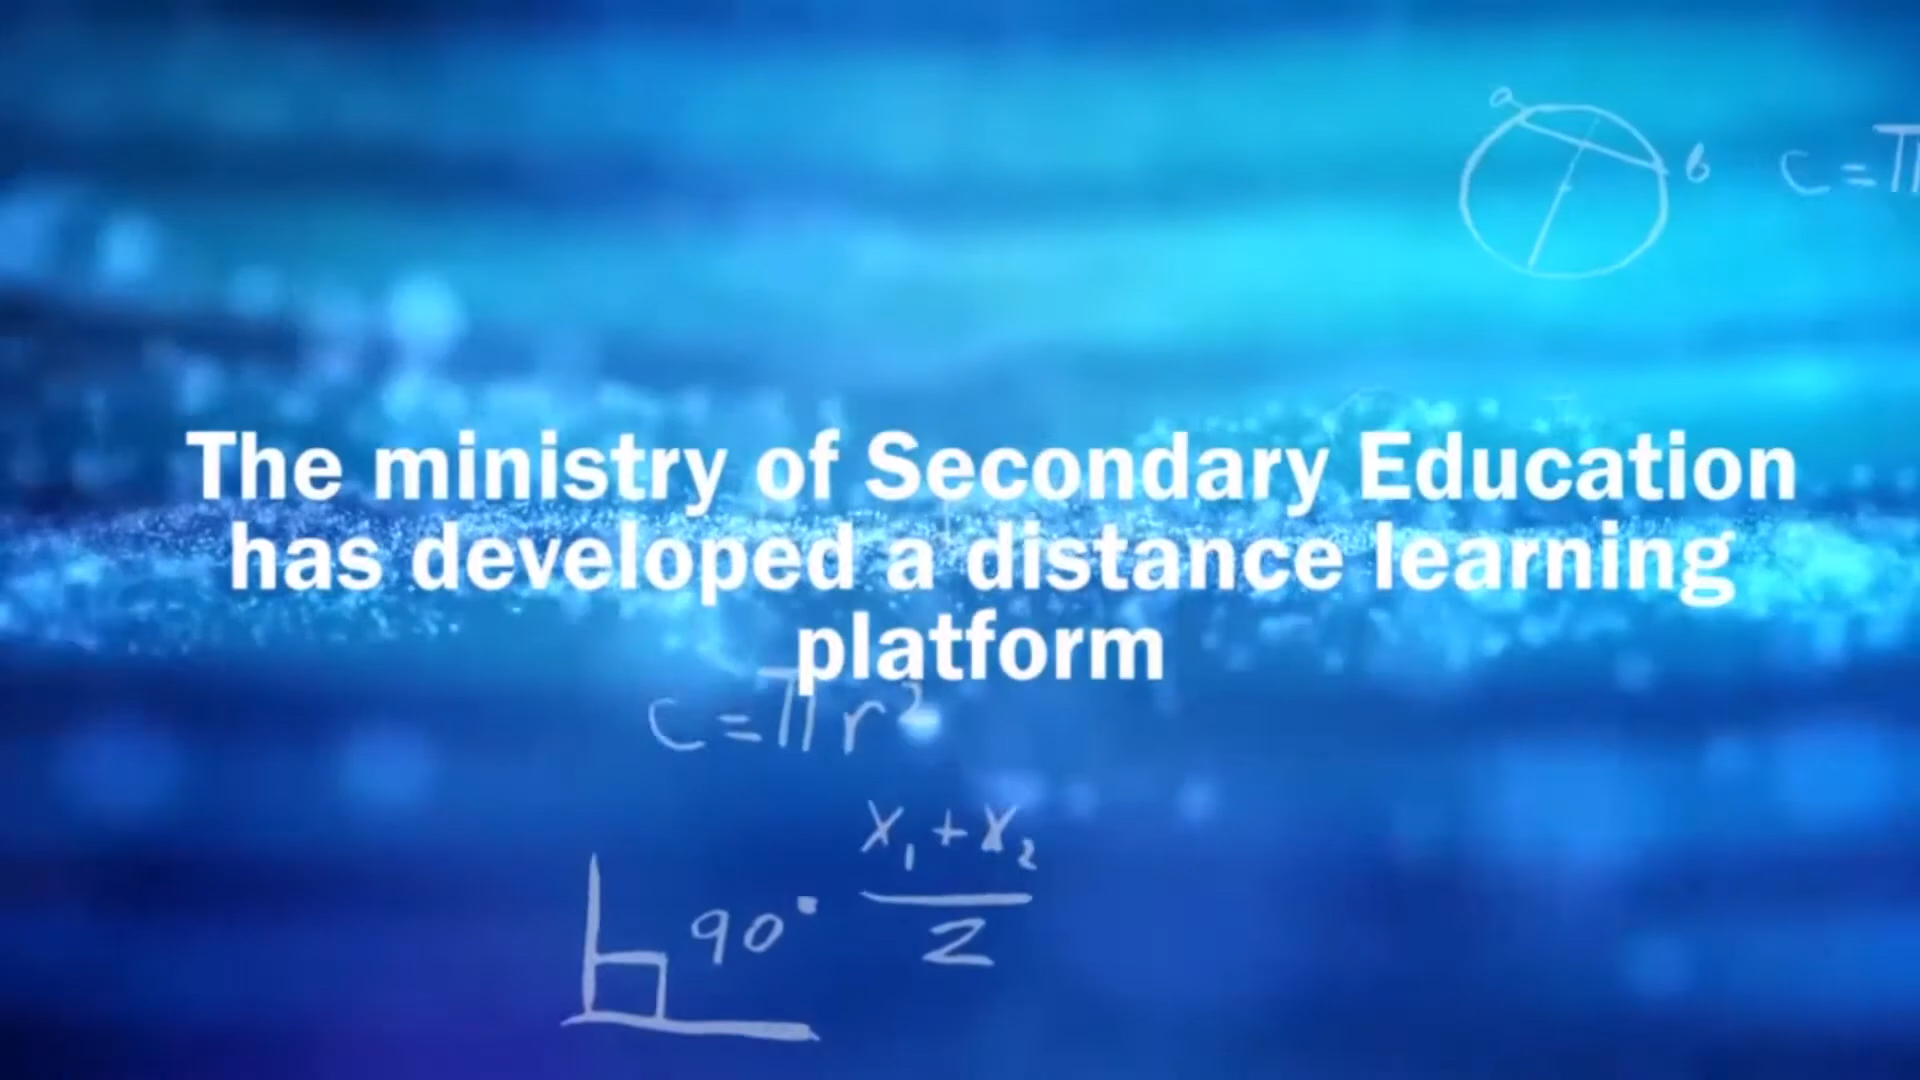 a
b C=π
The ministry of Secondary Education
has developed a distance learning
platform
C=πr²
X₁+X₂
2
90°